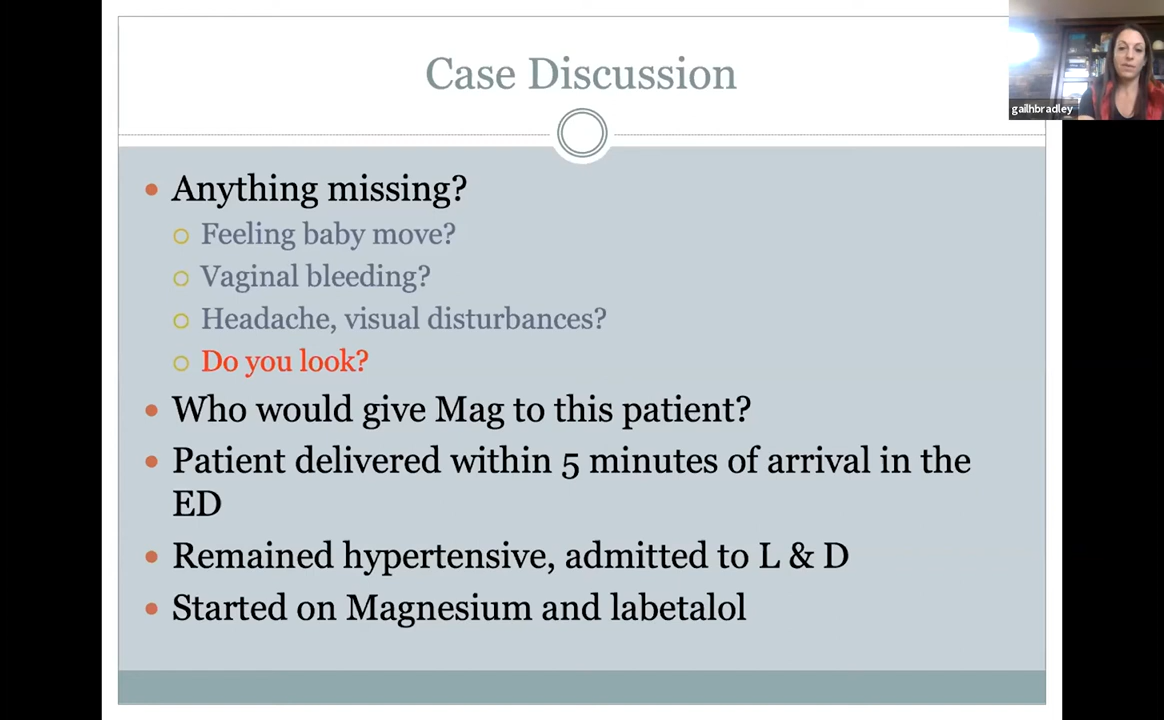 Case Discussion
gailhbradley
Anything missing?
Feeling baby move?
Vaginal bleeding?
Headache, visual disturbances?
Do you look?
Who would give Mag to this patient?
Patient delivered within 5 minutes of arrival in the
ED
Remained hypertensive, admitted to L & D
Started on Magnesium and labetalol